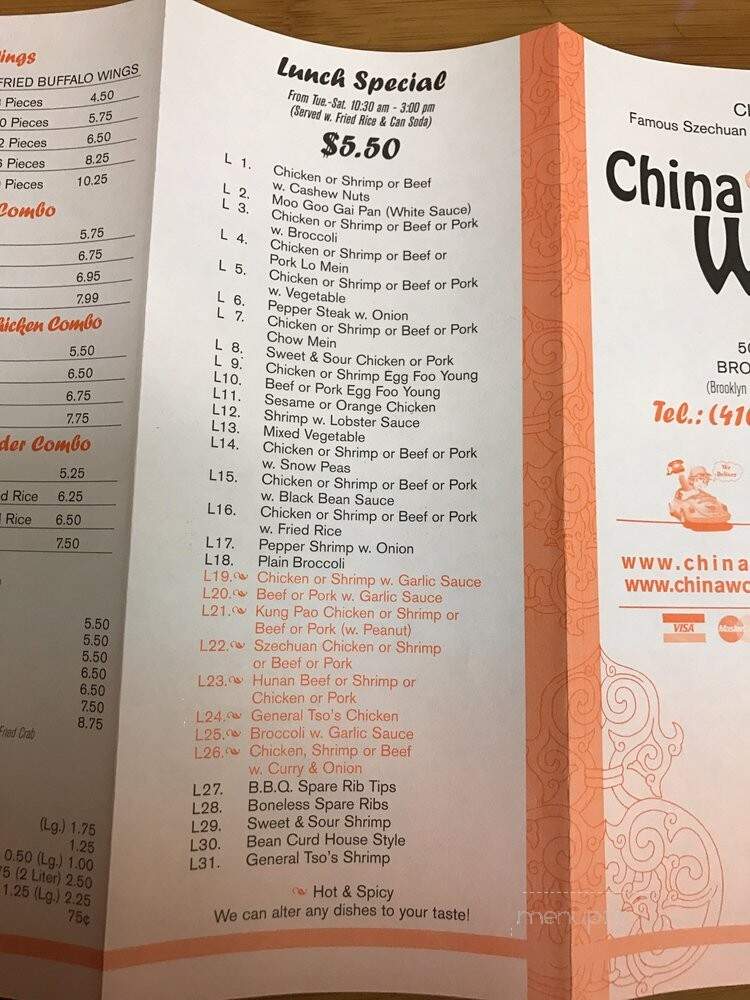 FRIED BUFFALO WINGS
Pieces 4.50
Pieces 5.75
Pieces 6.50
Pieces 8.25
Pieces 10.25
Combo
5.75
6.75
6.95
7.99
Combo
5.50
6.50
6.75
7.75
Combo
5.25
Rice 6.25
Rice 6.50
7.50
5.50
5.50
5.50
6.50
6.50
7.50
8.75
Fried Crab
(Lg.) 1.75
1.25
0.50 (Lg.) 1.00
(2 Liter) 2.50
1.25 (Lg.) 2.25
75¢
Lunch Special
From Tue.-Sat. 10:30 am - 3:00 pm
(Served w. Fried Rice & Can Soda)
$5.50
L 1. Chicken or Shrimp or Beef
w. Cashew Nuts
L 2. Moo Goo Gai Pan (White Sauce)
L 3. Chicken or Shrimp or Beef or Pork
w. Broccoli
L 4. Chicken or Shrimp or Beef or
Pork Lo Mein
L 5. Chicken or Shrimp or Beef or Pork
w. Vegetable
L 6. Pepper Steak w. Onion
L 7. Chicken or Shrimp or Beef or Pork
Chow Mein
L 8. Sweet & Sour Chicken or Pork
L 9. Chicken or Shrimp Egg Foo Young
L10. Beef or Pork Egg Foo Young
L11. Sesame or Orange Chicken
L12. Shrimp w. Lobster Sauce
L13. Mixed Vegetable
L14. Chicken or Shrimp or Beef or Pork
w. Snow Peas
L15. Chicken or Shrimp or Beef or Pork
w. Black Bean Sauce
L16. Chicken or Shrimp or Beef or Pork
w. Fried Rice
L17. Pepper Shrimp w. Onion
L18. Plain Broccoli
L19. Chicken or Shrimp w. Garlic Sauce
L20. Beef or Pork w. Garlic Sauce
L21. Kung Pao Chicken or Shrimp or
Beef or Pork (w. Peanut)
L22. Szechuan Chicken or Shrimp
or Beef or Pork
L23. Hunan Beef or Shrimp or
Chicken or Pork
L24. General Tso's Chicken
L25. Broccoli w. Garlic Sauce
L26. Chicken, Shrimp or Beef
w. Curry & Onion
L27. B.B.Q. Spare Rib Tips
L28. Boneless Spare Ribs
L29. Sweet & Sour Shrimp
L30. Bean Curd House Style
L31. General Tso's Shrimp
Hot & Spicy
We can alter any dishes to your taste!
Famous Szechuan
China
W
50
BRO
(Brooklyn
Tel.: (410
We
Deliver
www.china
www.chinawo
VISA
Master
menupix